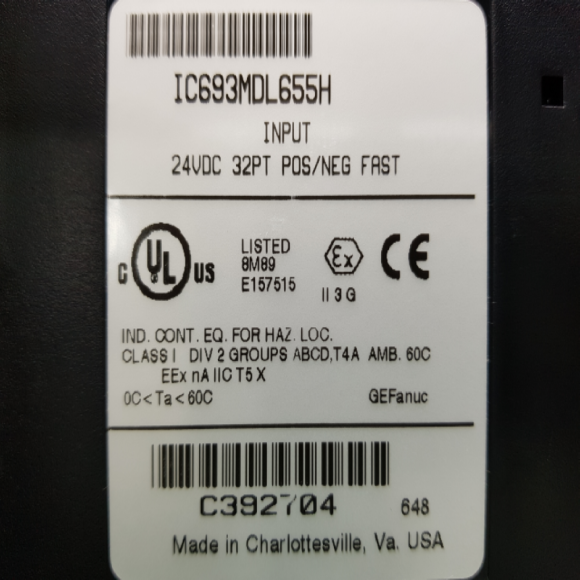 IC693MDL655H
INPUT
24VDC 32PT POS/NEG FAST
C UL US
LISTED
8M89
E157515
Ex
II 3 G
CE
IND. CONT. EQ. FOR HAZ. LOC.
CLASS I DIV 2 GROUPS ABCD,T4A AMB. 60C
EEx nA IIC T5 X
0C<Ta<60C GEFanuc
C392704 648
Made in Charlottesville, Va. USA